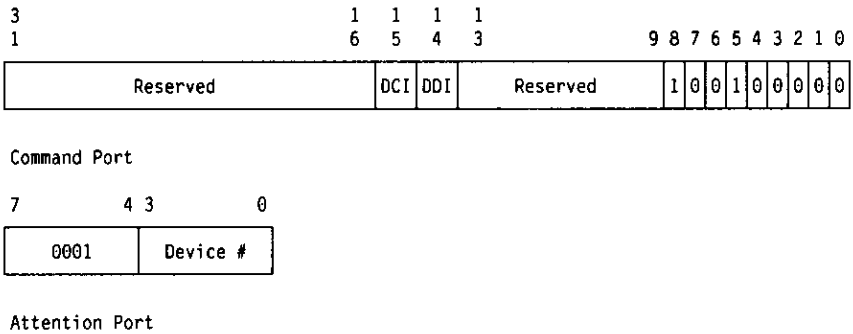 3 1 1 1 1
1 6 5 4 3 9 8 7 6 5 4 3 2 1 0
Reserved DCI DDI Reserved 1 0 0 1 0 0 0 0 0
Command Port
7 4 3 0
0001 Device #
Attention Port